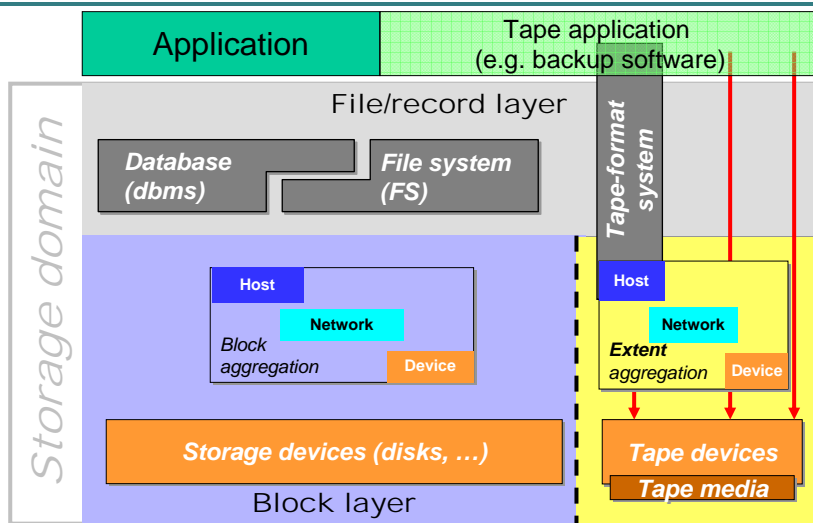 Application
Tape application
(e.g. backup software)
Storage domain
File/record layer
Database
(dbms)
File system
(FS)
Tape-format
system
Host
Network
Block
aggregation
Device
Host
Network
Extent
aggregation
Device
Storage devices (disks, …)
Tape devices
Tape media
Block layer